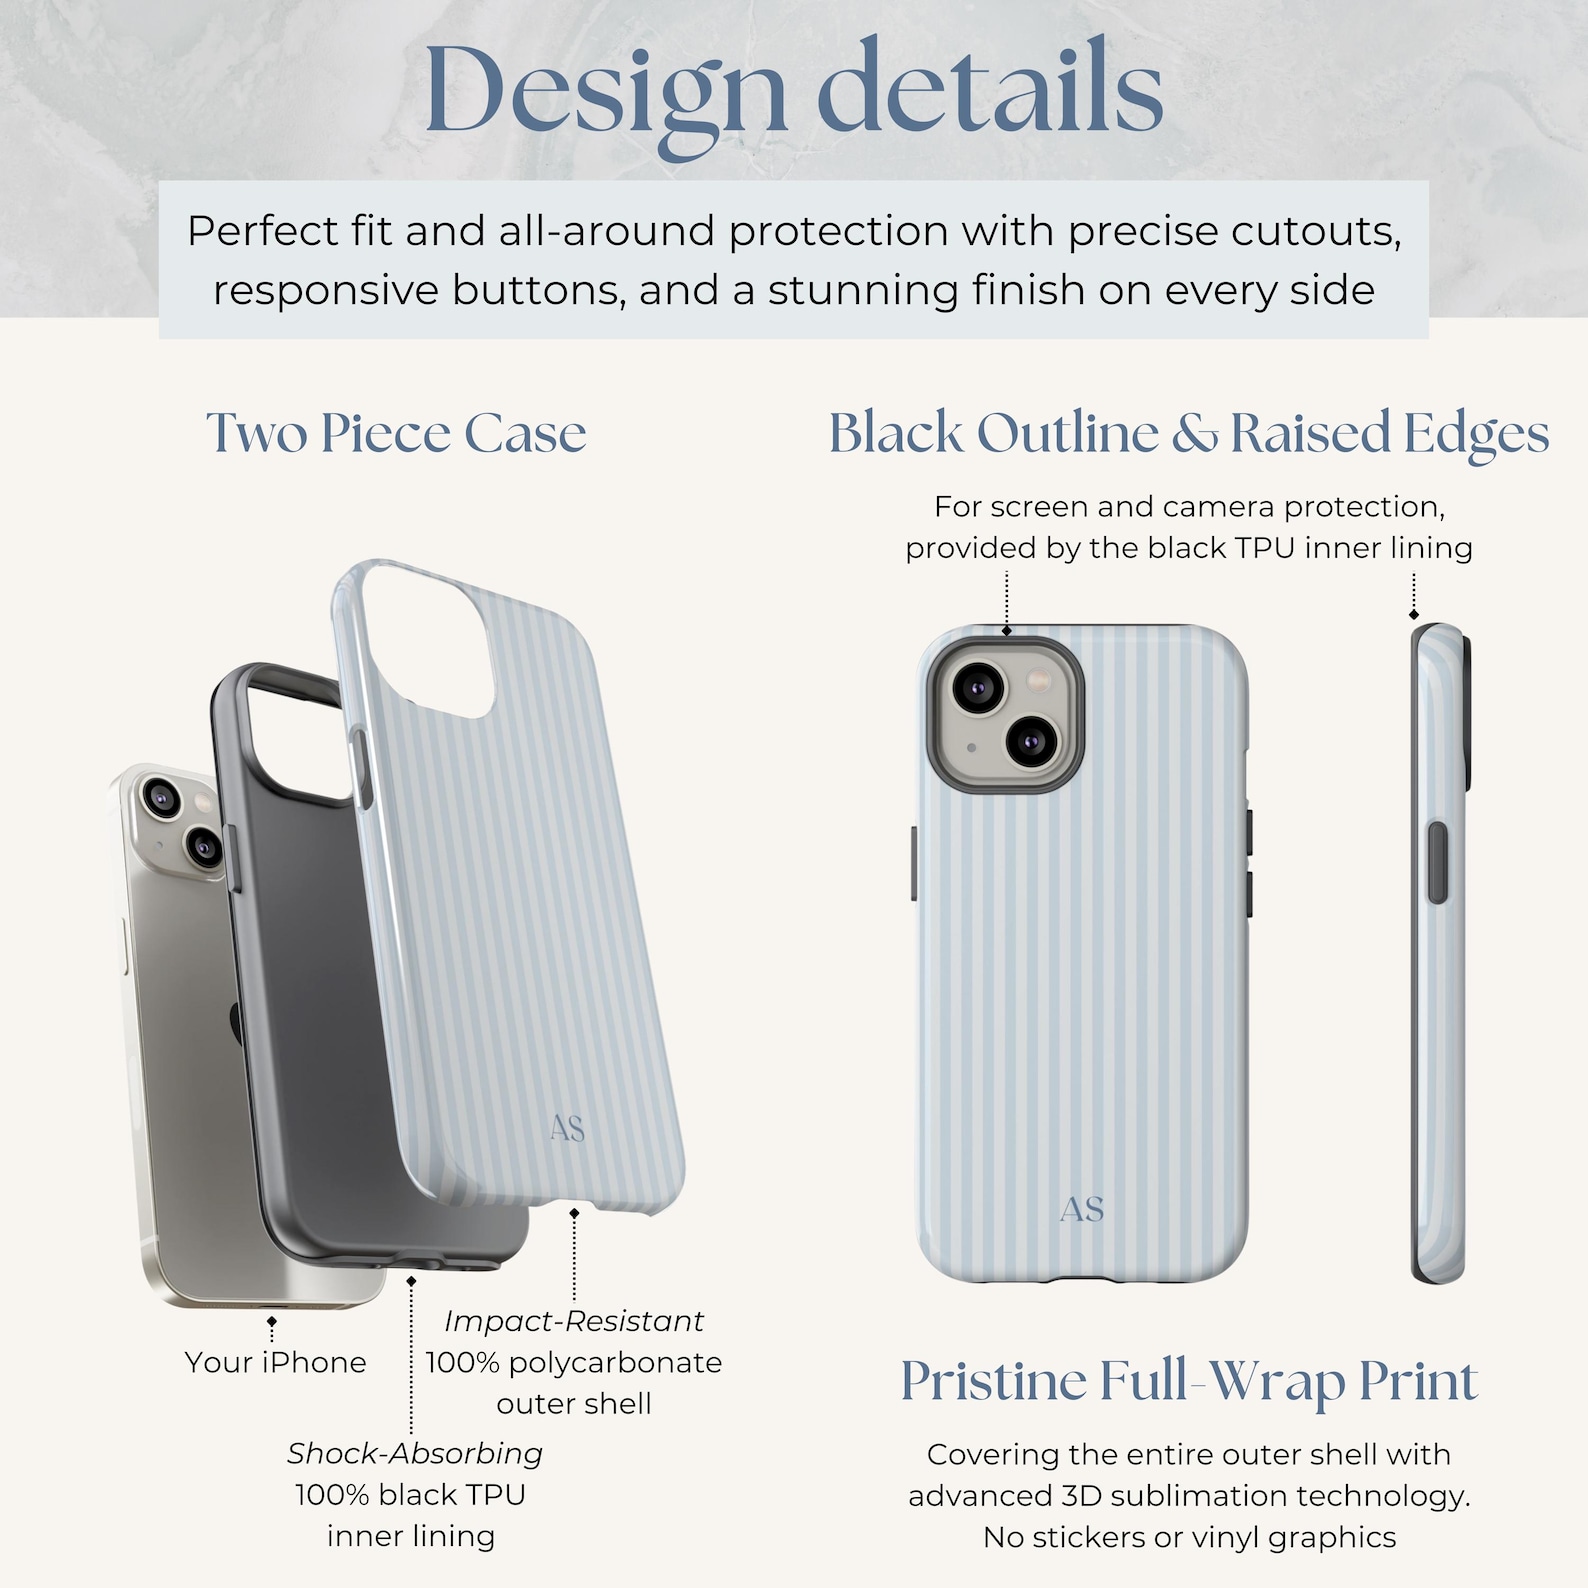 Design details
Perfect fit and all-around protection with precise cutouts,
responsive buttons, and a stunning finish on every side
Two Piece Case
AS
Your iPhone
Impact-Resistant
100% polycarbonate
outer shell
Shock-Absorbing
100% black TPU
inner lining
Black Outline & Raised Edges
For screen and camera protection,
provided by the black TPU inner lining
AS
Pristine Full-Wrap Print
Covering the entire outer shell with
advanced 3D sublimation technology.
No stickers or vinyl graphics